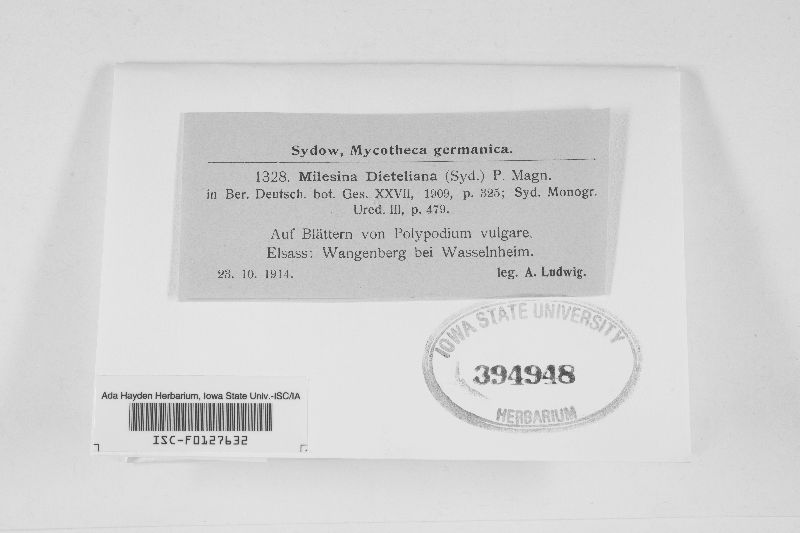 Sydow, Mycotheca germanica.
1328. Milesina Dieteliana (Syd.) P. Magn.
in Ber. Deutsch. bot. Ges. XXVII, 1909, p. 325; Syd. Monogr.
Ured. III, p. 479.
Auf Blättern von Polypodium vulgare.
Elsass: Wangenberg bei Wasselnheim.
23. 10. 1914. leg. A. Ludwig.
IOWA STATE UNIVERSITY
394948
HERBARIUM
Ada Hayden Herbarium, Iowa State Univ.-ISC/IA
ISC-F0127632